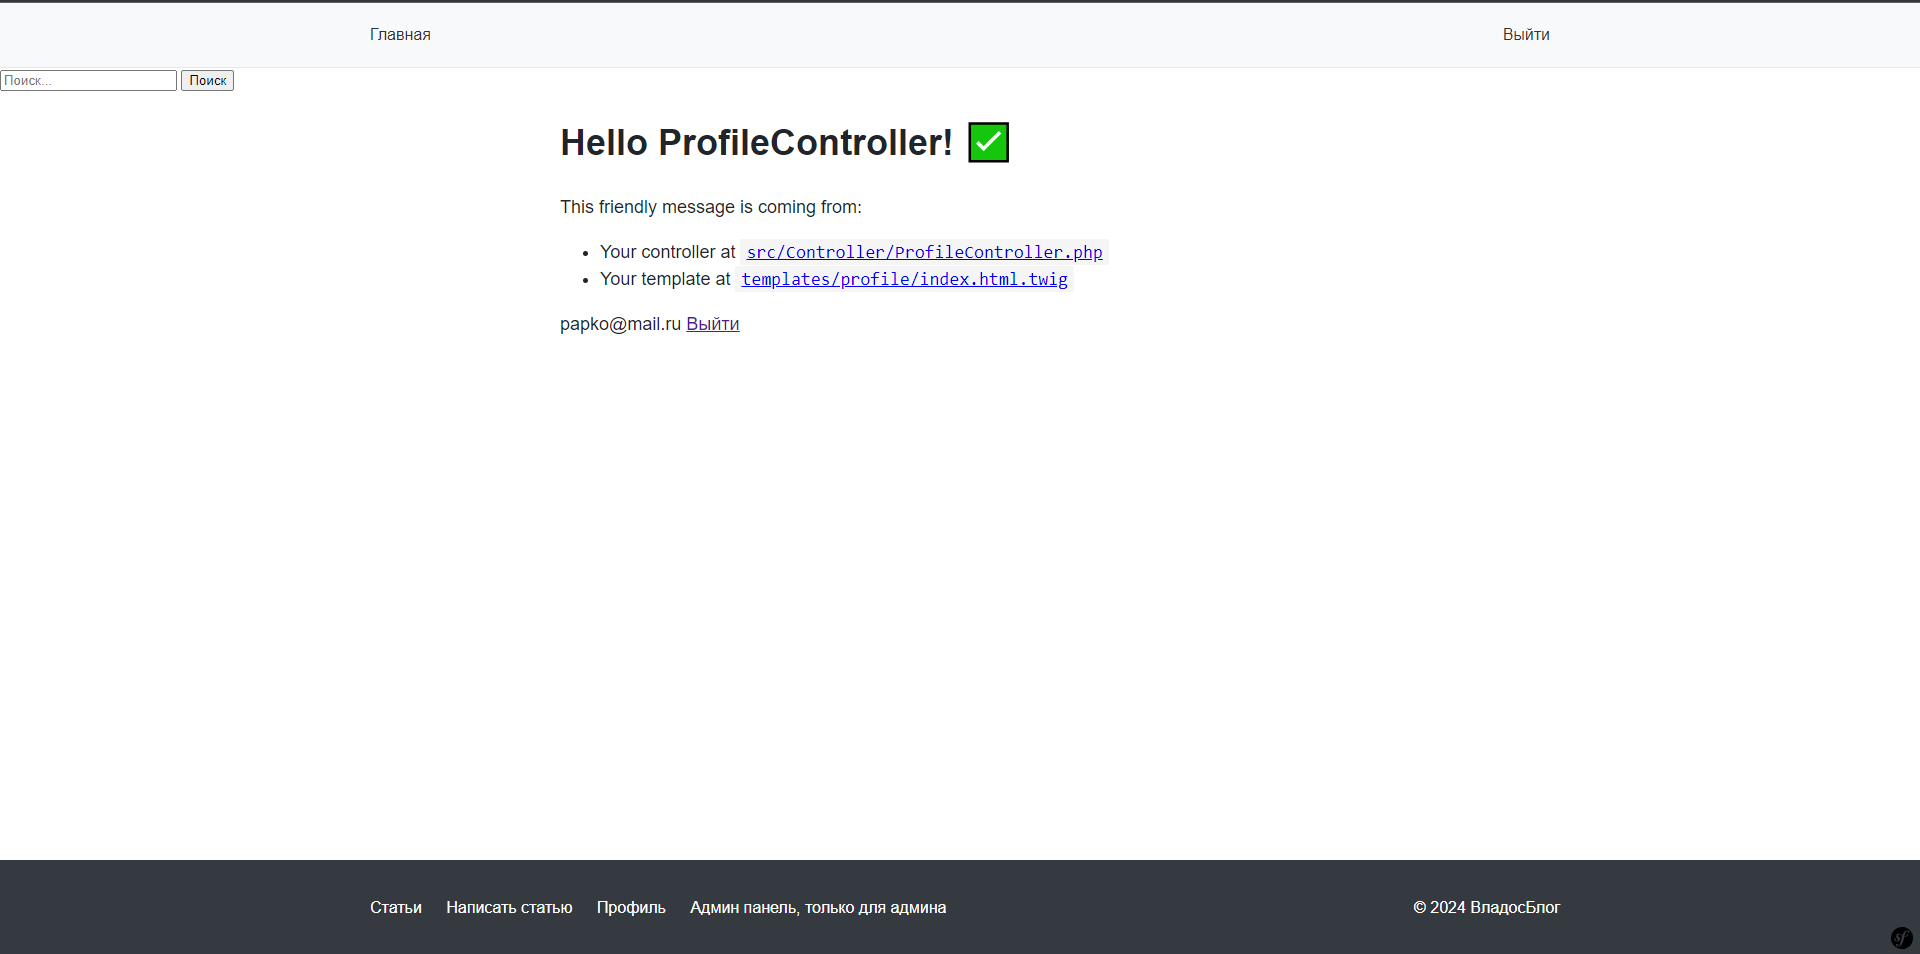 Главная
Выйти
Поиск...
Поиск
Hello ProfileController! ✅
This friendly message is coming from:
• Your controller at src/Controller/ProfileController.php
• Your template at templates/profile/index.html.twig
papko@mail.ru Выйти
Статьи Написать статью Профиль Админ панель, только для админа
© 2024 ВладосБлог
sf